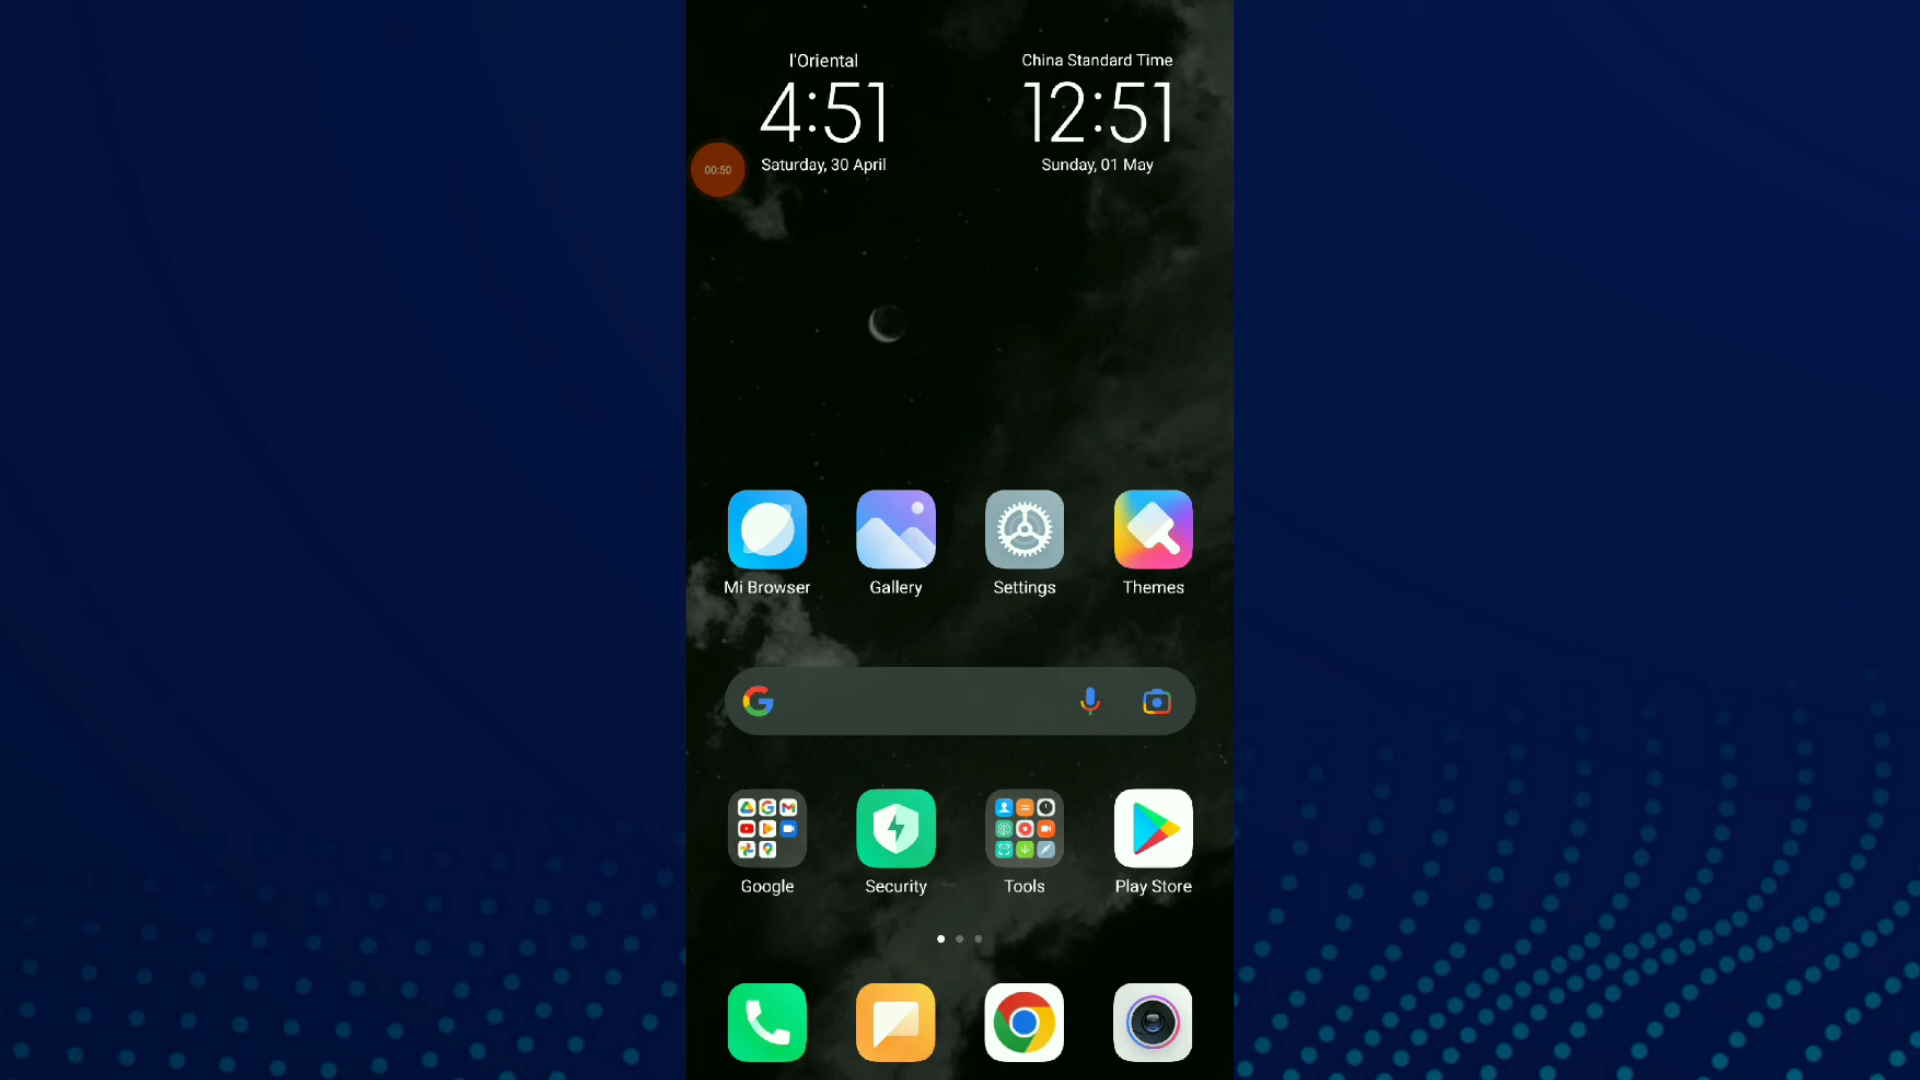 l'Oriental
China Standard Time
4:51
12:51
Saturday, 30 April
Sunday, 01 May
00:50
Mi Browser
Gallery
Settings
Themes
Google
Security
Tools
Play Store